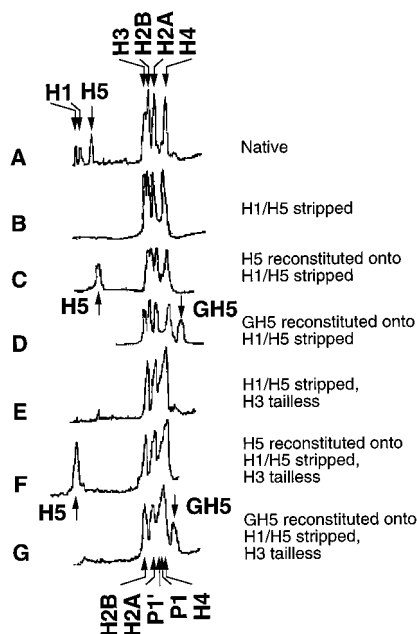 H3
H2B
H2A
H4
H1 H5
A
Native
B
H1/H5 stripped
C
H5 reconstituted onto
H1/H5 stripped
H5
GH5
D
GH5 reconstituted onto
H1/H5 stripped
E
H1/H5 stripped,
H3 tailless
F
H5 reconstituted onto
H1/H5 stripped,
H3 tailless
H5
GH5
G
GH5 reconstituted onto
H1/H5 stripped,
H3 tailless
H2B
H2A
P1'
P1
H4